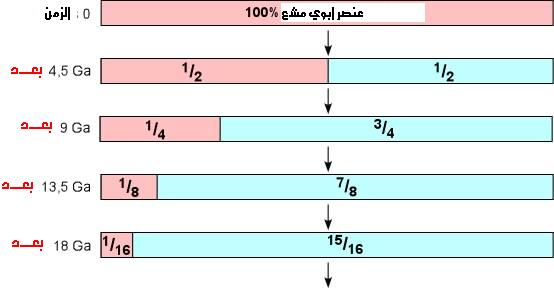 الزمن : 0 100% عنصر إبوي مشع
بعد 4,5 Ga 1/2 1/2
بعد 9 Ga 1/4 3/4
بعد 13,5 Ga 1/8 7/8
بعد 18 Ga 1/16 15/16